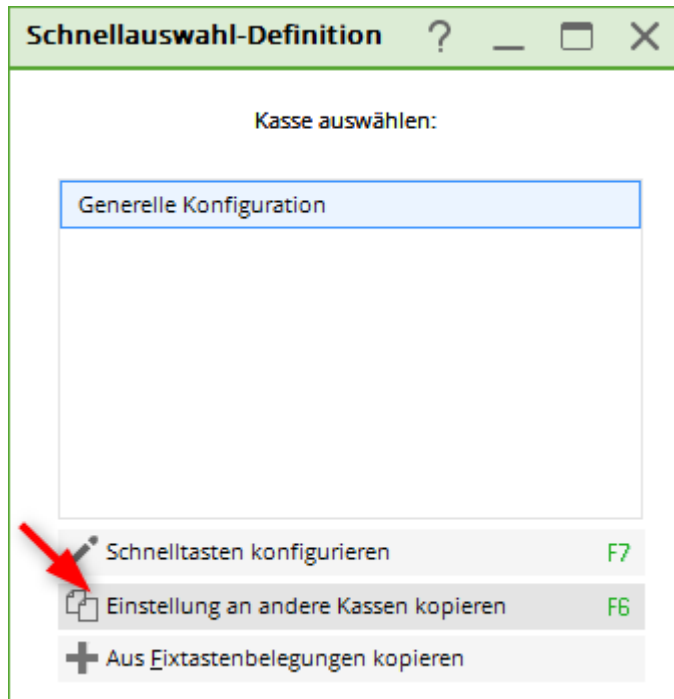 Schnellauswahl-Definition ?
Kasse auswählen:
Generelle Konfiguration
Schnelltasten konfigurieren F7
Einstellung an andere Kassen kopieren F6
Aus Fixtastenbelegungen kopieren